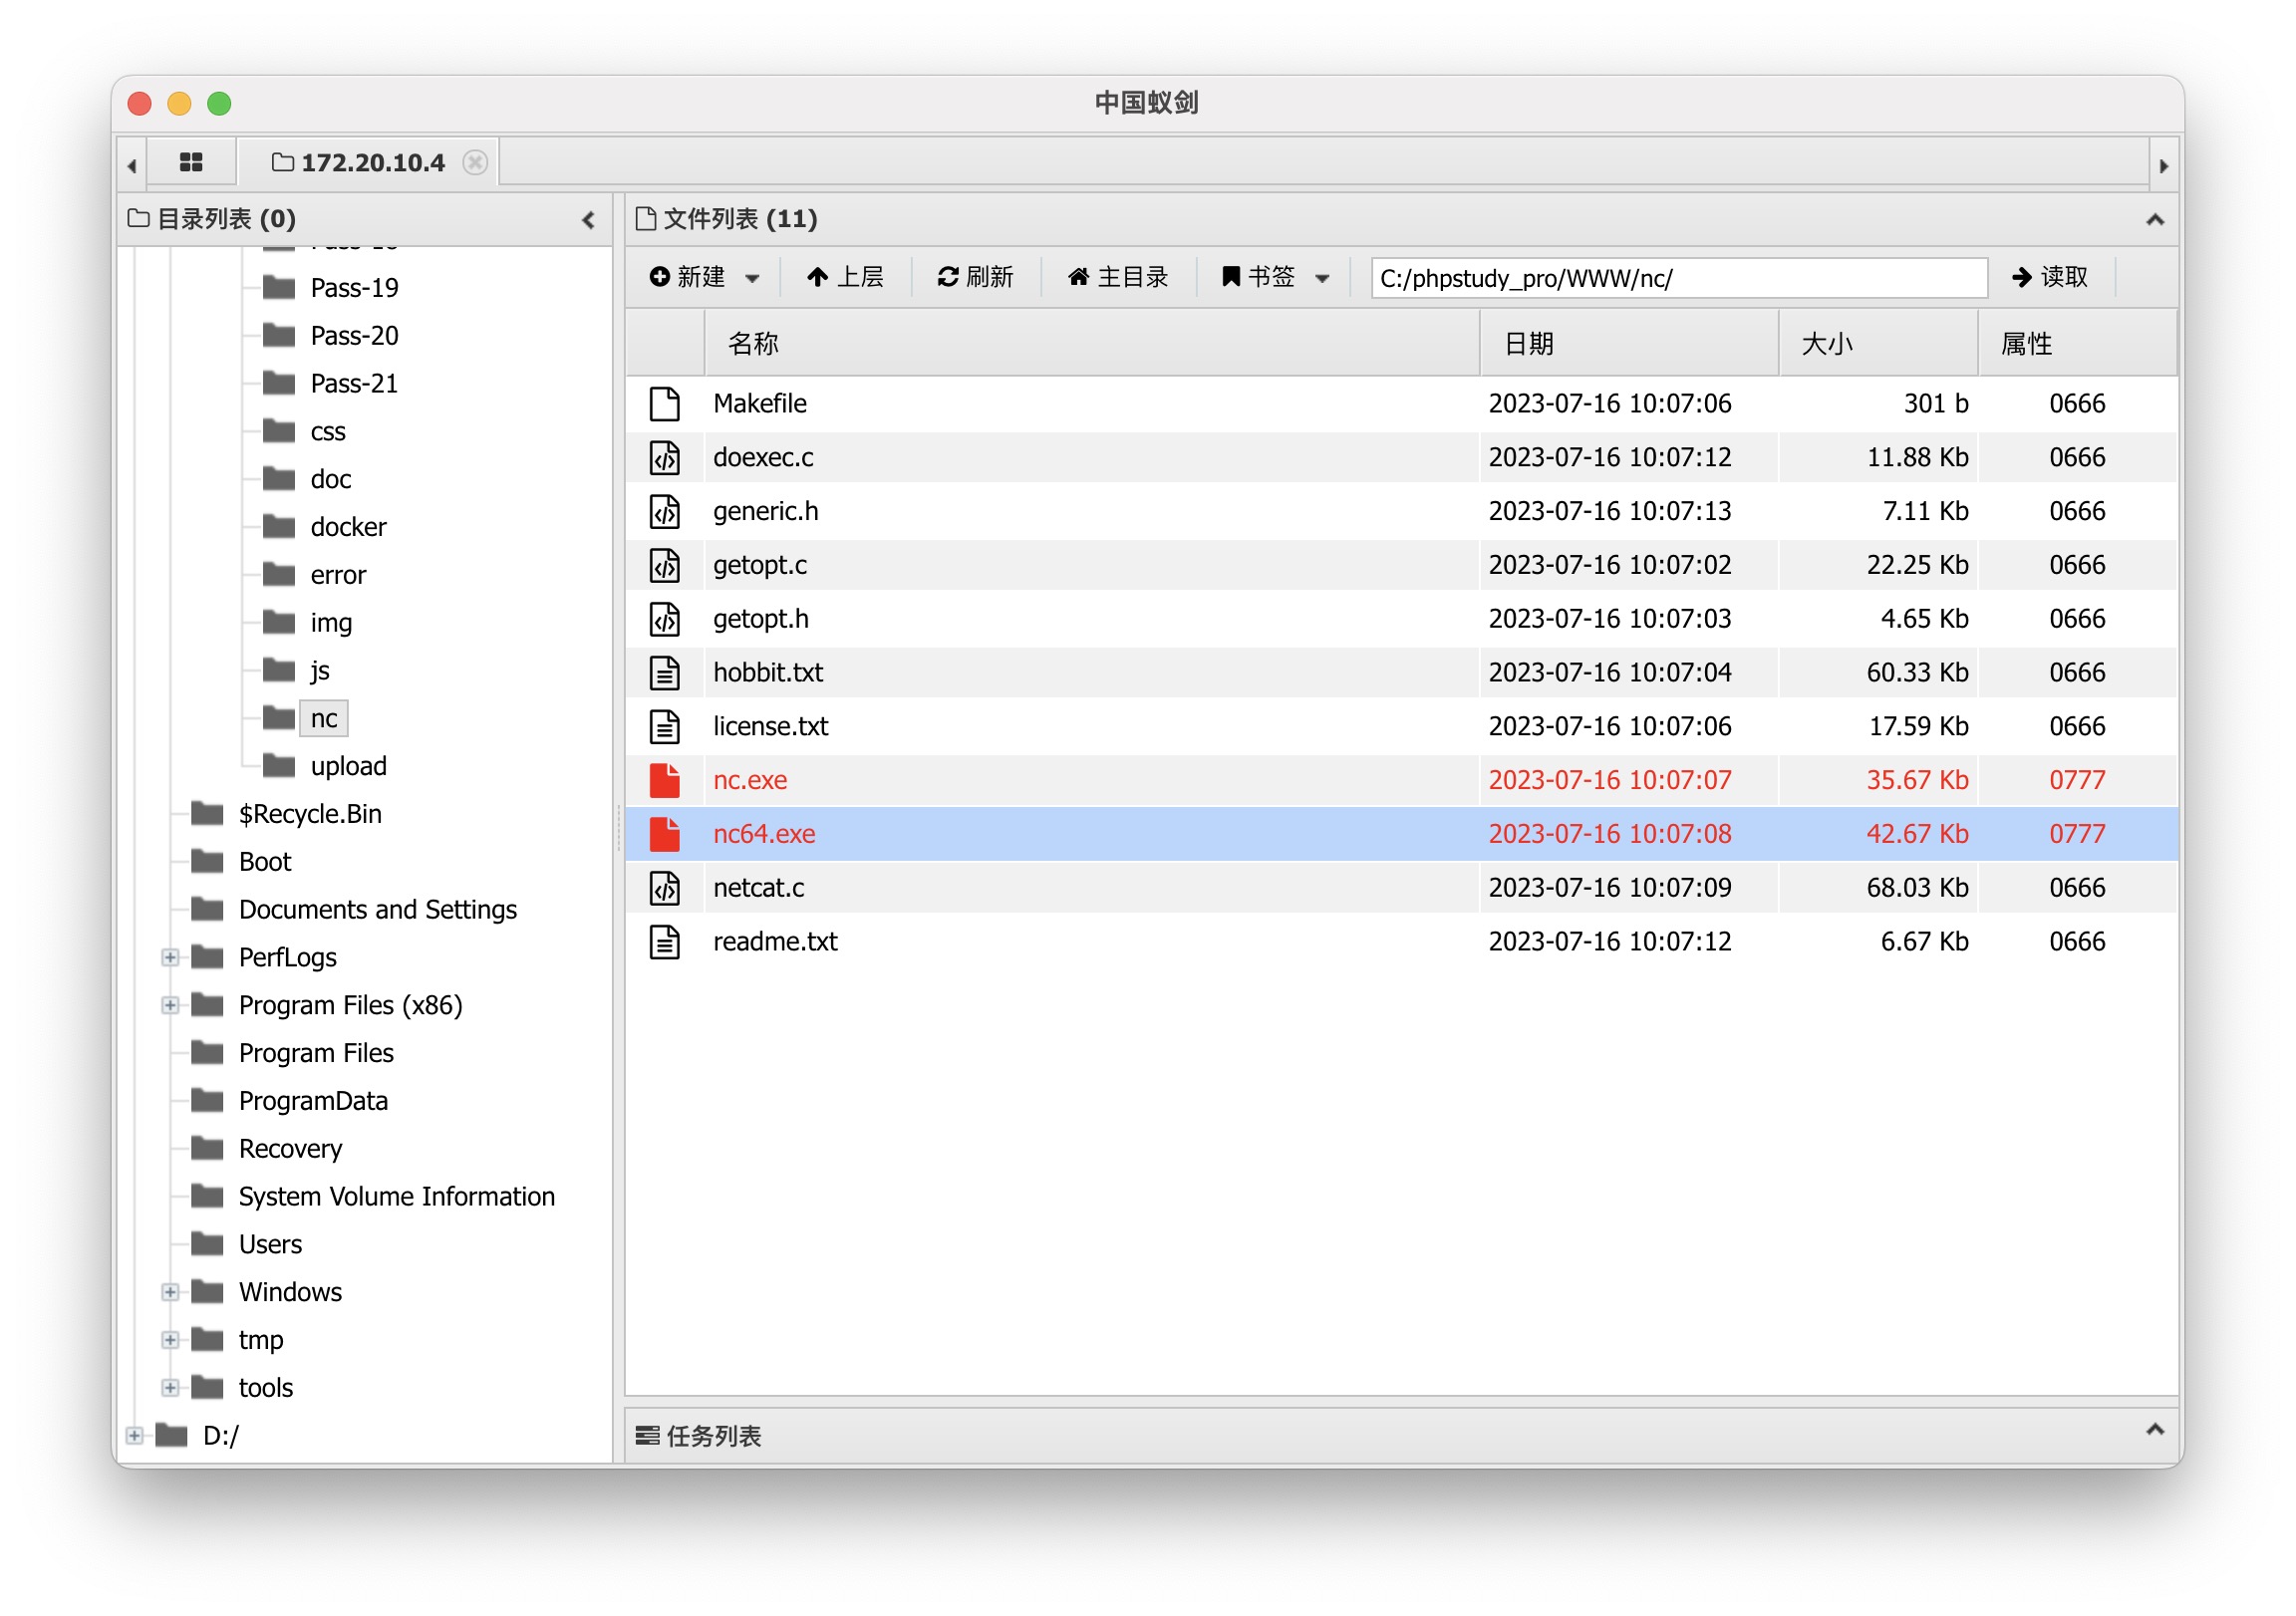 中国蚁剑
172.20.10.4
目录列表 (0)
Pass-19
Pass-20
Pass-21
css
doc
docker
error
img
js
nc
upload
$Recycle.Bin
Boot
Documents and Settings
PerfLogs
Program Files (x86)
Program Files
ProgramData
Recovery
System Volume Information
Users
Windows
tmp
tools
D:/
文件列表 (11)
新建 上层 刷新 主目录 书签 C:/phpstudy_pro/WWW/nc/ 读取
名称 日期 大小 属性
Makefile 2023-07-16 10:07:06 301 b 0666
doexec.c 2023-07-16 10:07:12 11.88 Kb 0666
generic.h 2023-07-16 10:07:13 7.11 Kb 0666
getopt.c 2023-07-16 10:07:02 22.25 Kb 0666
getopt.h 2023-07-16 10:07:03 4.65 Kb 0666
hobbit.txt 2023-07-16 10:07:04 60.33 Kb 0666
license.txt 2023-07-16 10:07:06 17.59 Kb 0666
nc.exe 2023-07-16 10:07:07 35.67 Kb 0777
nc64.exe 2023-07-16 10:07:08 42.67 Kb 0777
netcat.c 2023-07-16 10:07:09 68.03 Kb 0666
readme.txt 2023-07-16 10:07:12 6.67 Kb 0666
任务列表